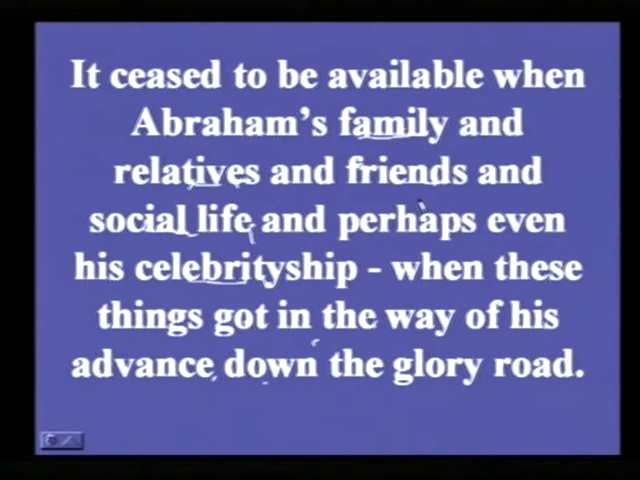 It ceased to be available when
Abraham's family and
relatives and friends and
social life and perhaps even
his celebrityship - when these
things got in the way of his
advance down the glory road.